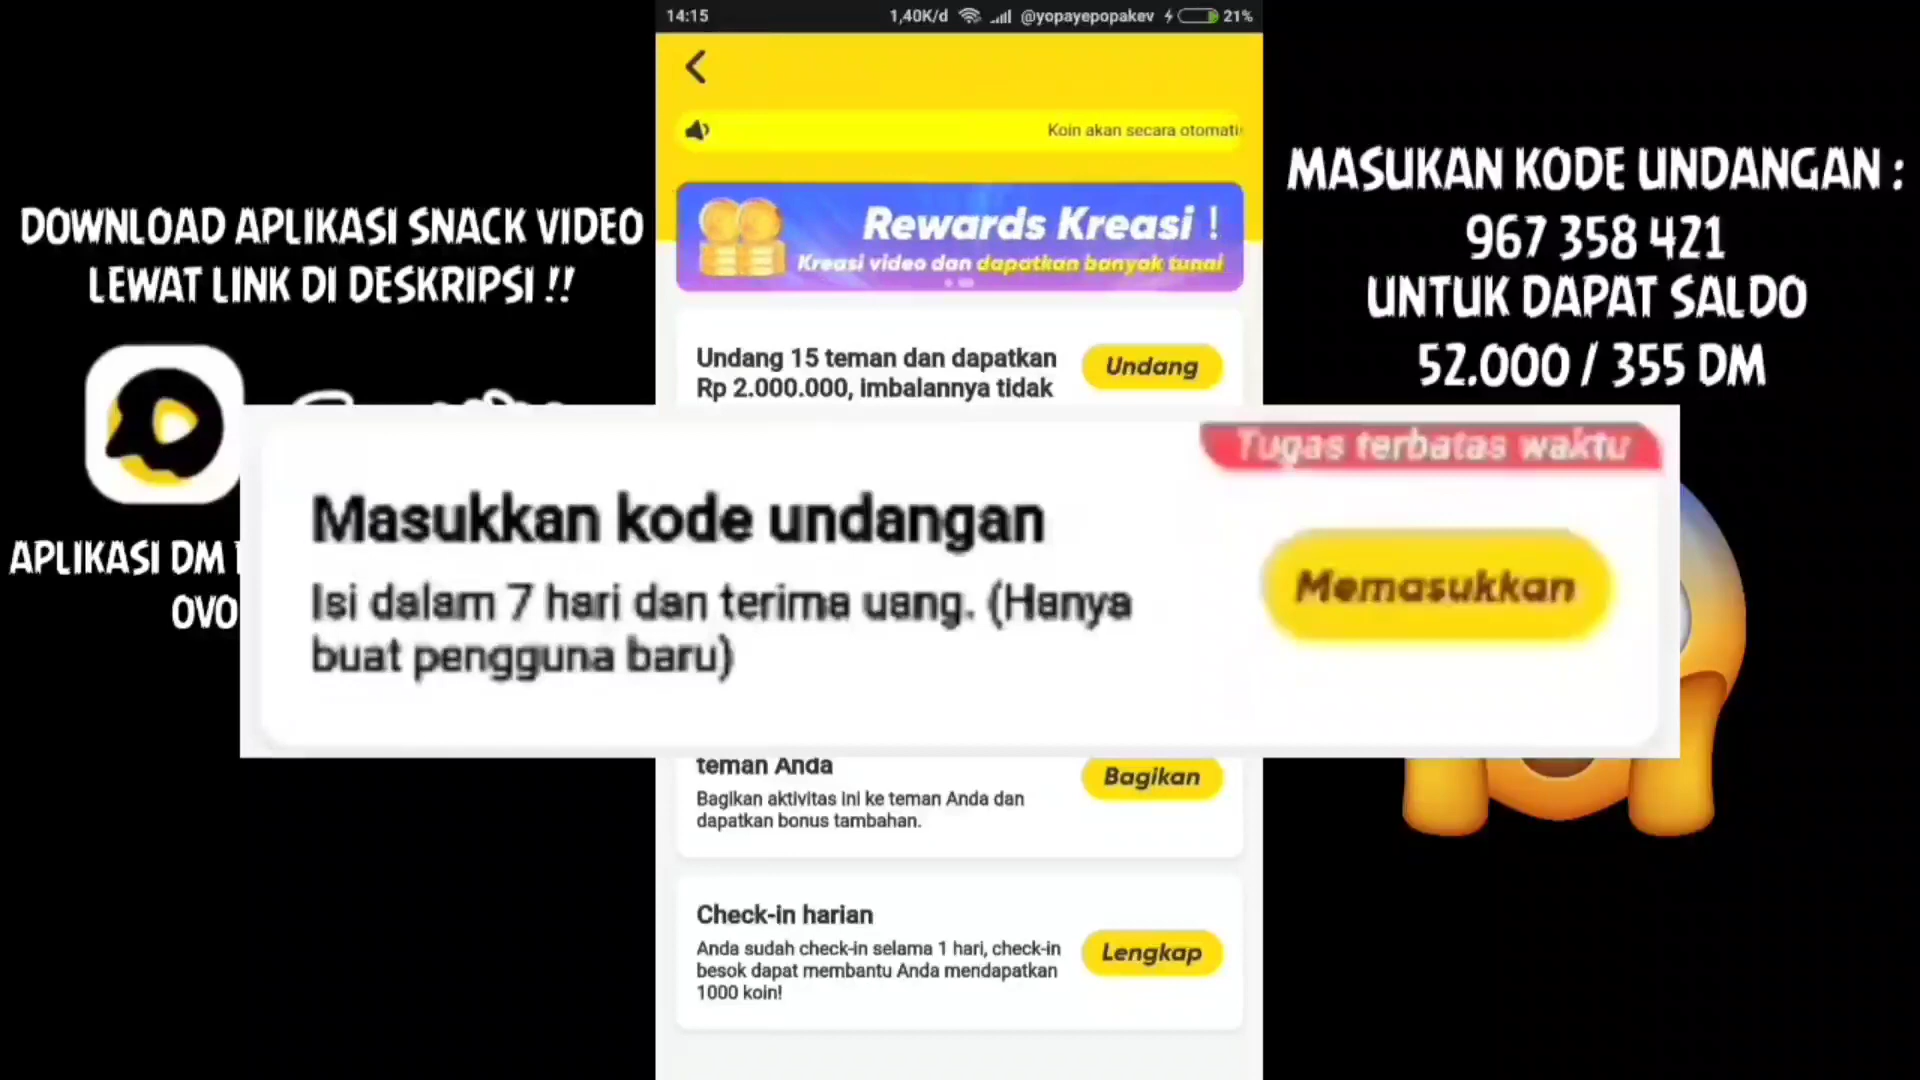 14:15
1,40K/d
@yopayepopakev
21%
Koin akan secara otomati
Rewards Kreasi !
Kreasi video dan dapatkan banyak tunai
Undang 15 teman dan dapatkan
Rp 2.000.000, imbalannya tidak
Undang
DOWNLOAD APLIKASI SNACK VIDEO
LEWAT LINK DI DESKRIPSI !!
APLIKASI DM
OVO
MASUKAN KODE UNDANGAN :
967 358 421
UNTUK DAPAT SALDO
52.000 / 355 DM
Tugas terbatas waktu
Masukkan kode undangan
Isi dalam 7 hari dan terima uang. (Hanya
buat pengguna baru)
Memasukkan
teman Anda
Bagikan aktivitas ini ke teman Anda dan
dapatkan bonus tambahan.
Bagikan
Check-in harian
Anda sudah check-in selama 1 hari, check-in
besok dapat membantu Anda mendapatkan
1000 koin!
Lengkap